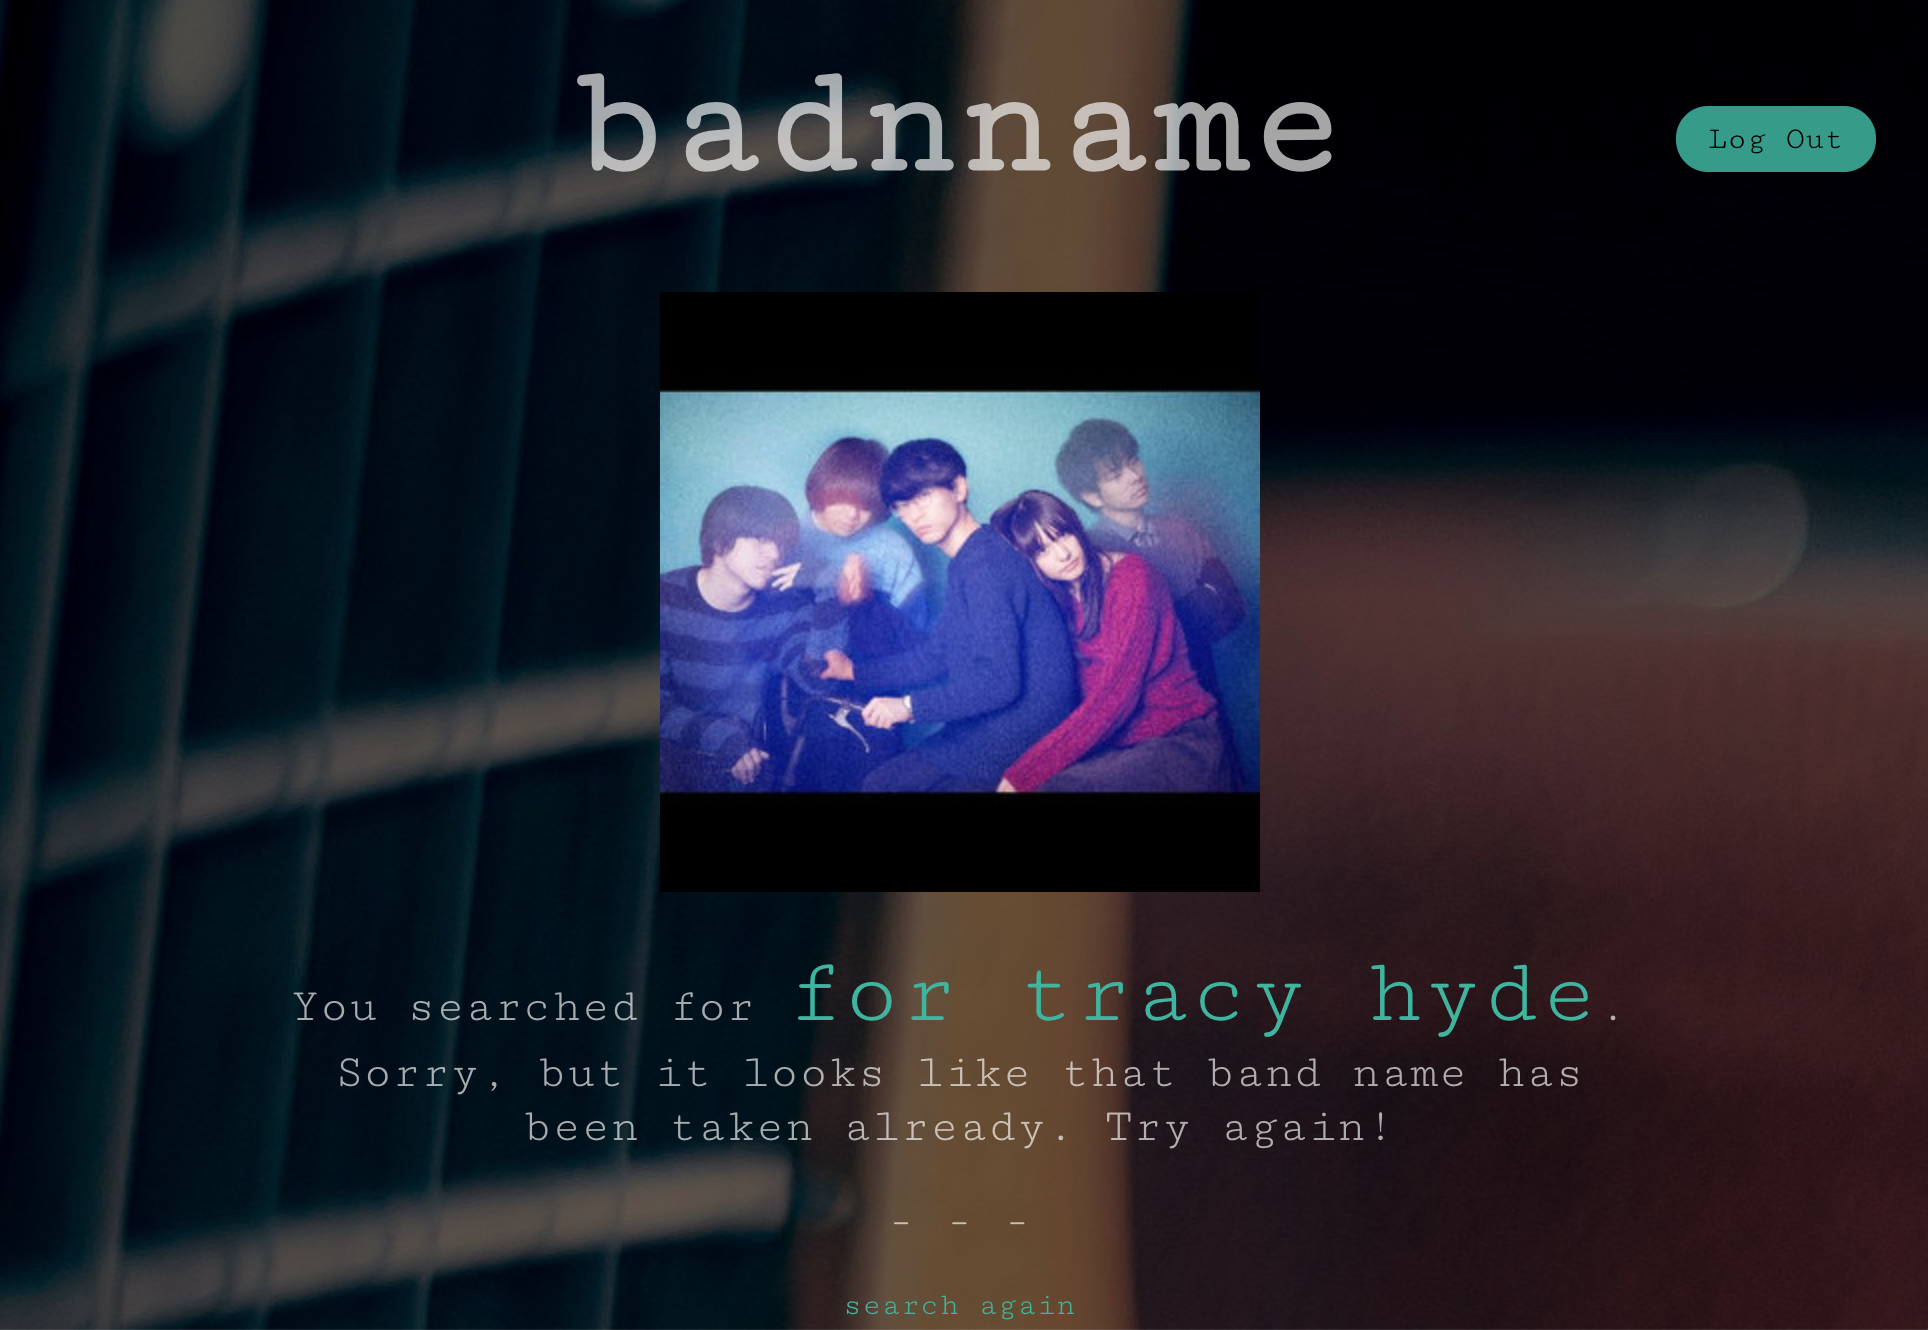 badnname
Log Out
You searched for for tracy hyde.
Sorry, but it looks like that band name has
been taken already. Try again!
- - -
search again